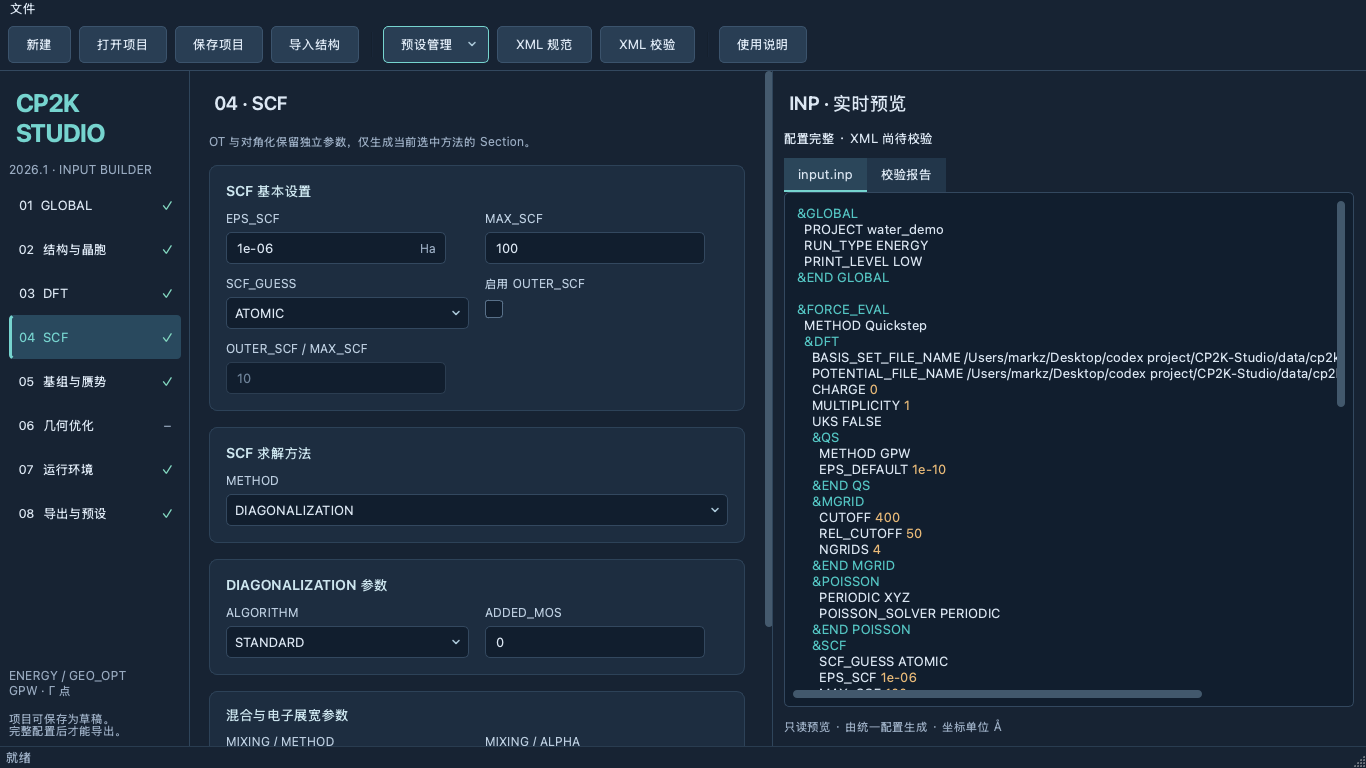 文件
新建
打开项目
保存项目
导入结构
预设管理
XML 规范
XML 校验
使用说明
CP2K
STUDIO
2026.1 · INPUT BUILDER
01 GLOBAL
02 结构与晶胞
03 DFT
04 SCF
05 基组与赝势
06 几何优化
07 运行环境
08 导出与预设
ENERGY / GEO_OPT
GPW · Γ 点
项目可保存为草稿。
完整配置后才能导出。
就绪
04 · SCF
OT 与对角化保留独立参数，仅生成当前选中方法的 Section。
SCF 基本设置
EPS_SCF
MAX_SCF
1e-06 Ha
100
SCF_GUESS
启用 OUTER_SCF
ATOMIC
OUTER_SCF / MAX_SCF
10
SCF 求解方法
METHOD
DIAGONALIZATION
DIAGONALIZATION 参数
ALGORITHM
ADDED_MOS
STANDARD
0
混合与电子展宽参数
MIXING / METHOD
MIXING / ALPHA
INP · 实时预览
配置完整 · XML 尚待校验
input.inp
校验报告
&GLOBAL
PROJECT water_demo
RUN_TYPE ENERGY
PRINT_LEVEL LOW
&END GLOBAL
&FORCE_EVAL
METHOD Quickstep
&DFT
BASIS_SET_FILE_NAME /Users/markz/Desktop/codex project/CP2K-Studio/data/cp2k
POTENTIAL_FILE_NAME /Users/markz/Desktop/codex project/CP2K-Studio/data/cp2
CHARGE 0
MULTIPLICITY 1
UKS FALSE
&QS
METHOD GPW
EPS_DEFAULT 1e-10
&END QS
&MGRID
CUTOFF 400
REL_CUTOFF 50
NGRIDS 4
&END MGRID
&POISSON
PERIODIC XYZ
POISSON_SOLVER PERIODIC
&END POISSON
&SCF
SCF_GUESS ATOMIC
EPS_SCF 1e-06
只读预览 · 由统一配置生成 · 坐标单位 Å